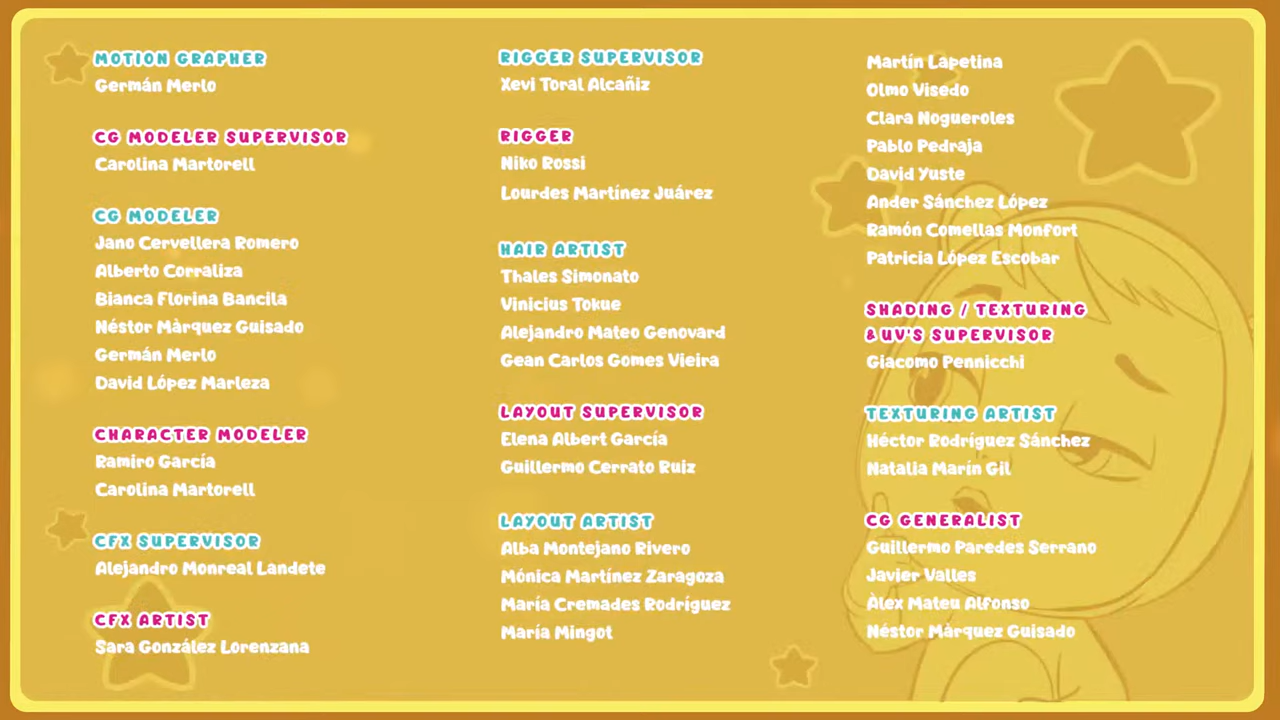 MOTION GRAPHER
Germán Merlo
CG MODELER SUPERVISOR
Carolina Martorell
CG MODELER
Jano Cervellera Romero
Alberto Corraliza
Bianca Florina Bancila
Néstor Màrquez Guisado
Germán Merlo
David López Marleza
CHARACTER MODELER
Ramiro García
Carolina Martorell
CFX SUPERVISOR
Alejandro Monreal Landete
CFX ARTIST
Sara González Lorenzana
RIGGER SUPERVISOR
Xevi Toral Alcañiz
RIGGER
Niko Rossi
Lourdes Martínez Juárez
HAIR ARTIST
Thales Simonato
Vinicius Tokue
Alejandro Mateo Genovard
Gean Carlos Gomes Vieira
LAYOUT SUPERVISOR
Elena Albert García
Guillermo Cerrato Ruiz
LAYOUT ARTIST
Alba Montejano Rivero
Mónica Martínez Zaragoza
María Cremades Rodríguez
María Mingot
Martín Lapetina
Olmo Visedo
Clara Nogueroles
Pablo Pedraja
David Yuste
Ander Sánchez López
Ramón Comellas Monfort
Patricia López Escobar
SHADING / TEXTURING
& UV'S SUPERVISOR
Giacomo Pennicchi
TEXTURING ARTIST
Héctor Rodríguez Sánchez
Natalia Marín Gil
CG GENERALIST
Guillermo Paredes Serrano
Javier Valles
Àlex Mateu Alfonso
Néstor Màrquez Guisado